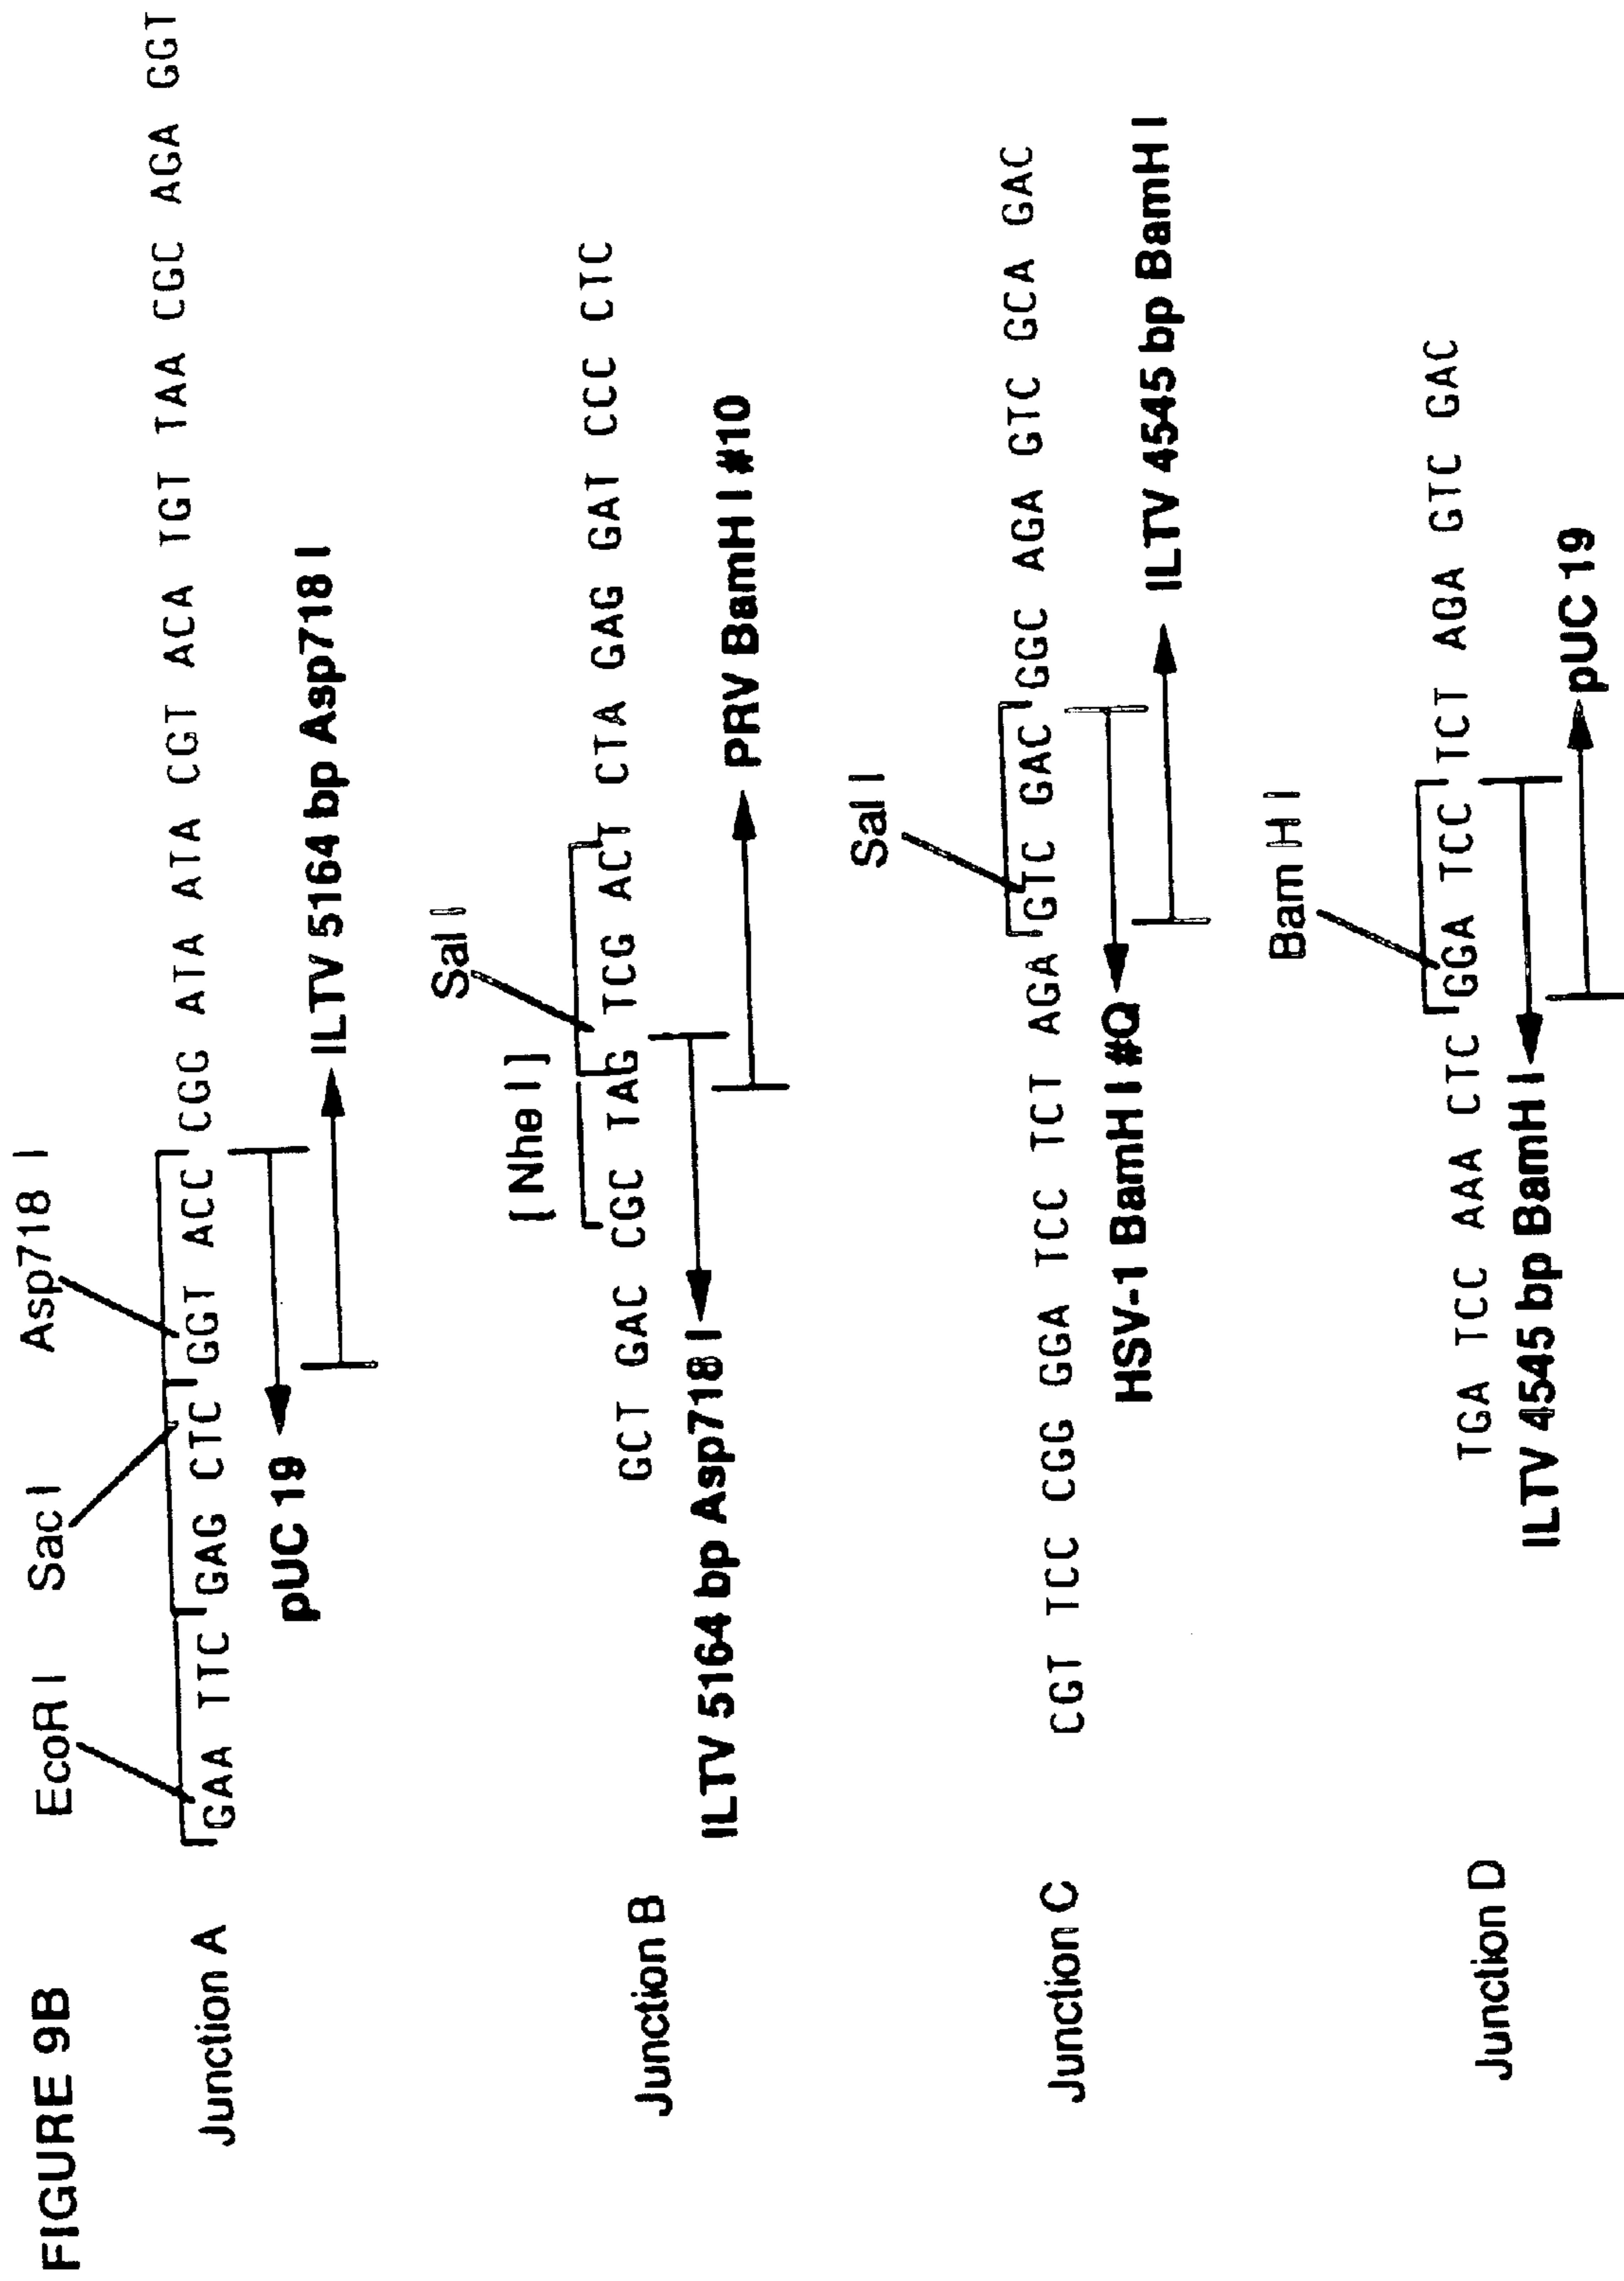 FIGURE 9B
EcoR I Sac I Asp718 I
Junction A GAA TTC GAG CTC GGT ACC CGG ATA ATA CGT ACA TGT TAA CGC AGA GGT
pUC 19
ILTV 5164 bp Asp718 I
[ Nhe I ] Sal I
Junction B GCT GAC CGC TAG TCG ACT CTA GAG GAT CCC CTC
ILTV 5164 bp Asp718 I
PRV BamH I #10
Sal I
Junction C CGT TCC CGG GGA TCC TCT AGA GTC GAC GGC AGA GTC GCA GAC
HSV-1 BamH I #Q
ILTV 4545 bp BamH I
Bam H I
Junction D TGA TCC AAA CTC GGA TCC TCT AGA GTC GAC
ILTV 4545 bp BamH I
pUC 19